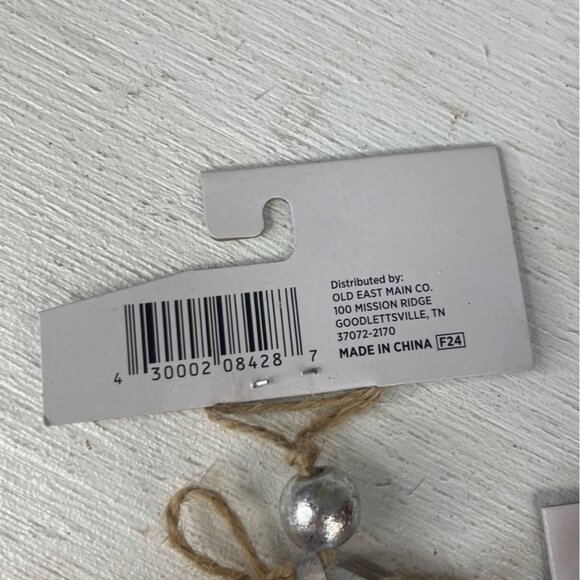 Distributed by:
OLD EAST MAIN CO.
100 MISSION RIDGE
GOODLETTSVILLE, TN
37072-2170
MADE IN CHINA F24
4 30002 08428 7